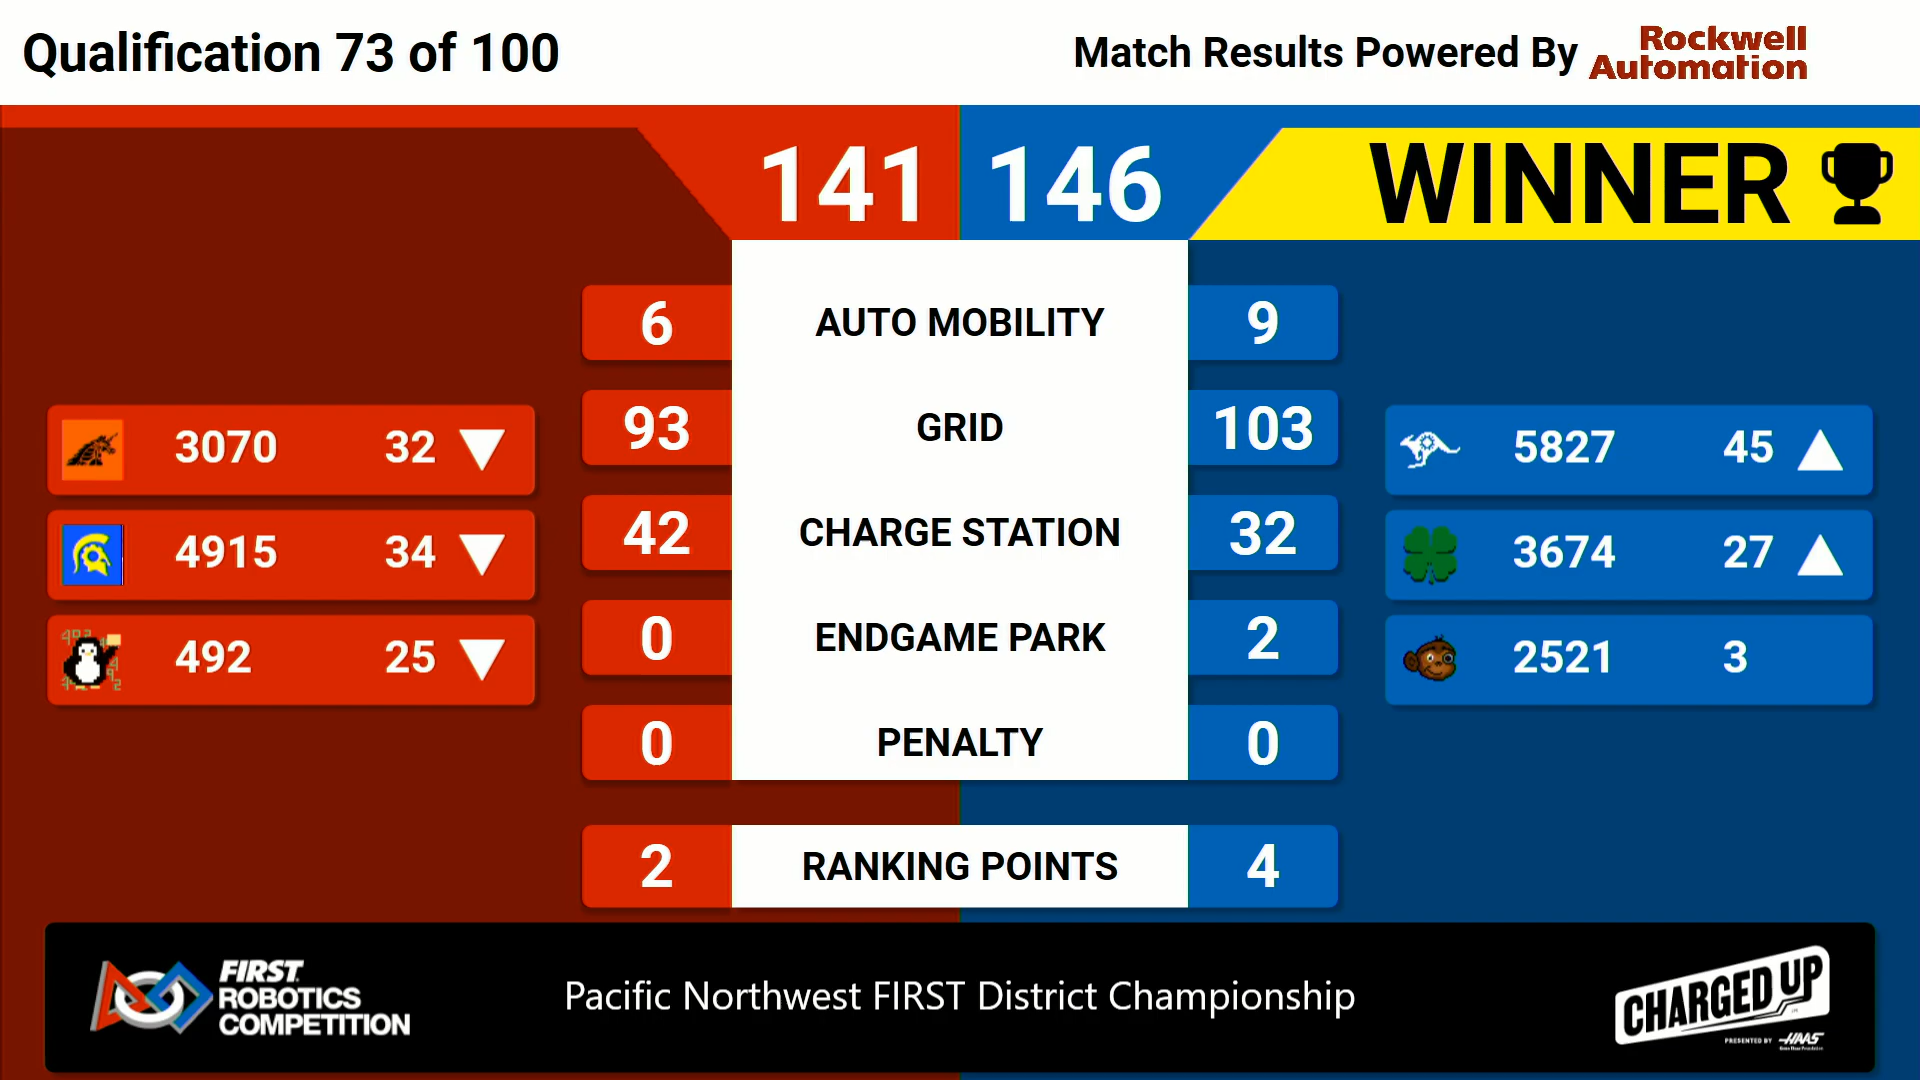 Qualification 73 of 100
Match Results Powered By
Rockwell
Automation
141 146 WINNER
6 AUTO MOBILITY 9
93 GRID 103
42 CHARGE STATION 32
0 ENDGAME PARK 2
0 PENALTY 0
2 RANKING POINTS 4
3070 32
4915 34
492 25
5827 45
3674 27
2521 3
FIRST
ROBOTICS
COMPETITION
Pacific Northwest FIRST District Championship
CHARGED UP
PRESENTED BY HAAS